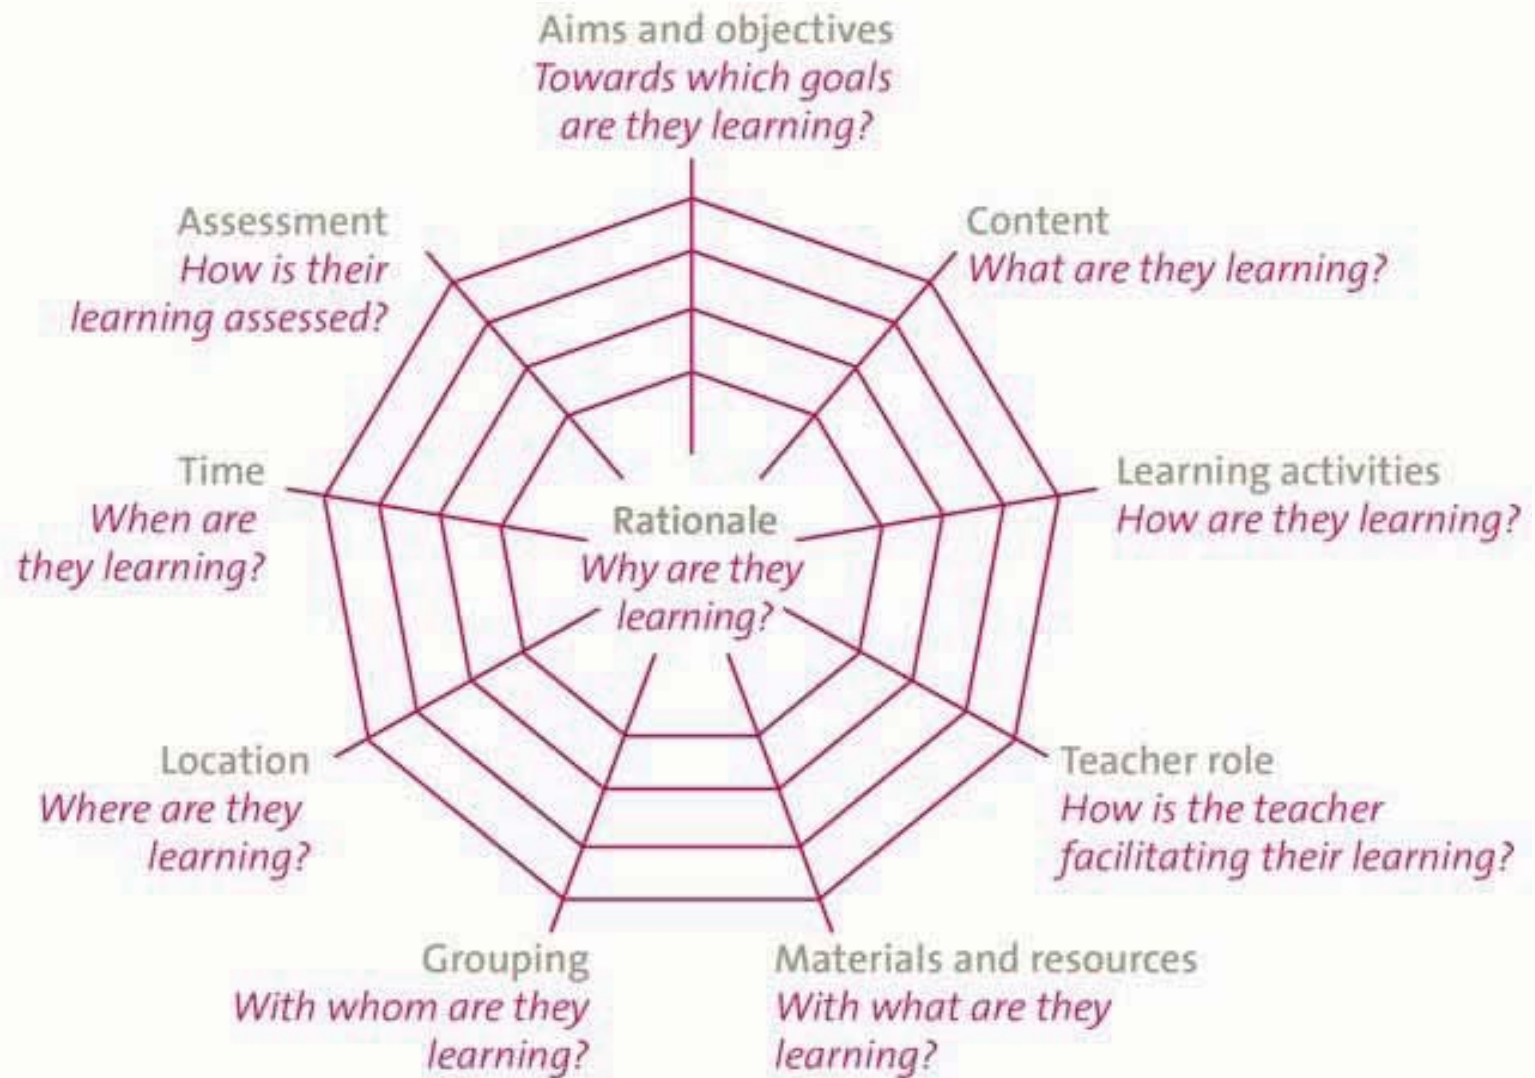 Aims and objectives
Towards which goals
are they learning?
Content
What are they learning?
Learning activities
How are they learning?
Teacher role
How is the teacher
facilitating their learning?
Materials and resources
With what are they
learning?
Grouping
With whom are they
learning?
Location
Where are they
learning?
Time
When are
they learning?
Assessment
How is their
learning assessed?
Rationale
Why are they
learning?